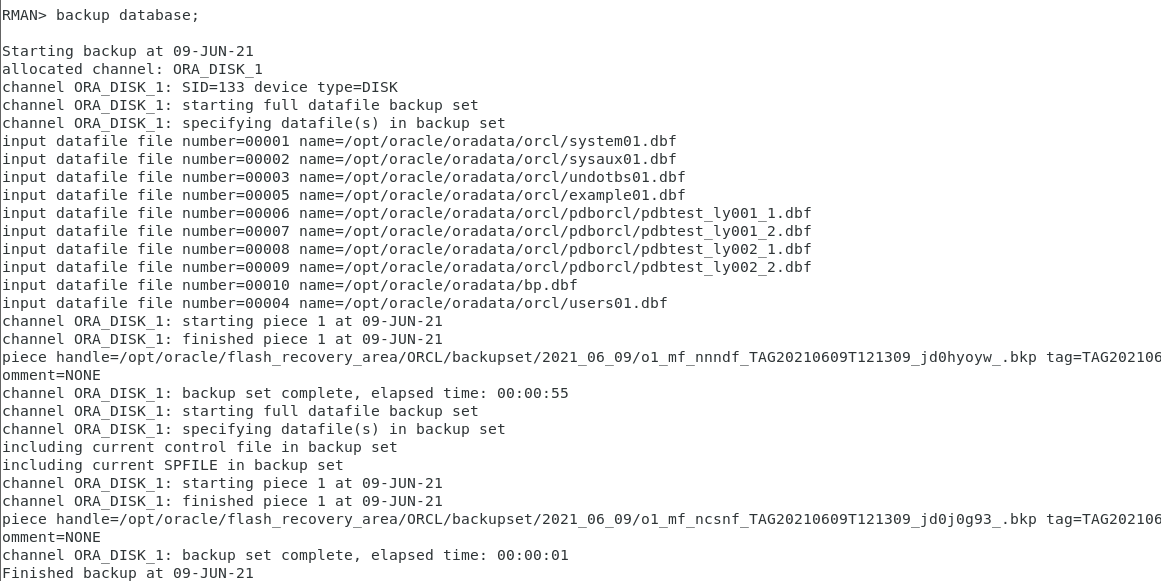 RMAN> backup database;
Starting backup at 09-JUN-21
allocated channel: ORA_DISK_1
channel ORA_DISK_1: SID=133 device type=DISK
channel ORA_DISK_1: starting full datafile backup set
channel ORA_DISK_1: specifying datafile(s) in backup set
input datafile file number=00001 name=/opt/oracle/oradata/orcl/system01.dbf
input datafile file number=00002 name=/opt/oracle/oradata/orcl/sysaux01.dbf
input datafile file number=00003 name=/opt/oracle/oradata/orcl/undotbs01.dbf
input datafile file number=00005 name=/opt/oracle/oradata/orcl/example01.dbf
input datafile file number=00006 name=/opt/oracle/oradata/orcl/pdborcl/pdbtest_ly001_1.dbf
input datafile file number=00007 name=/opt/oracle/oradata/orcl/pdborcl/pdbtest_ly001_2.dbf
input datafile file number=00008 name=/opt/oracle/oradata/orcl/pdborcl/pdbtest_ly002_1.dbf
input datafile file number=00009 name=/opt/oracle/oradata/orcl/pdborcl/pdbtest_ly002_2.dbf
input datafile file number=00010 name=/opt/oracle/oradata/bp.dbf
input datafile file number=00004 name=/opt/oracle/oradata/orcl/users01.dbf
channel ORA_DISK_1: starting piece 1 at 09-JUN-21
channel ORA_DISK_1: finished piece 1 at 09-JUN-21
piece handle=/opt/oracle/flash_recovery_area/ORCL/backupset/2021_06_09/o1_mf_nnndf_TAG20210609T121309_jd0hyoyw_.bkp tag=TAG202106
omment=NONE
channel ORA_DISK_1: backup set complete, elapsed time: 00:00:55
channel ORA_DISK_1: starting full datafile backup set
channel ORA_DISK_1: specifying datafile(s) in backup set
including current control file in backup set
including current SPFILE in backup set
channel ORA_DISK_1: starting piece 1 at 09-JUN-21
channel ORA_DISK_1: finished piece 1 at 09-JUN-21
piece handle=/opt/oracle/flash_recovery_area/ORCL/backupset/2021_06_09/o1_mf_ncsnf_TAG20210609T121309_jd0j0g93_.bkp tag=TAG202106
omment=NONE
channel ORA_DISK_1: backup set complete, elapsed time: 00:00:01
Finished backup at 09-JUN-21